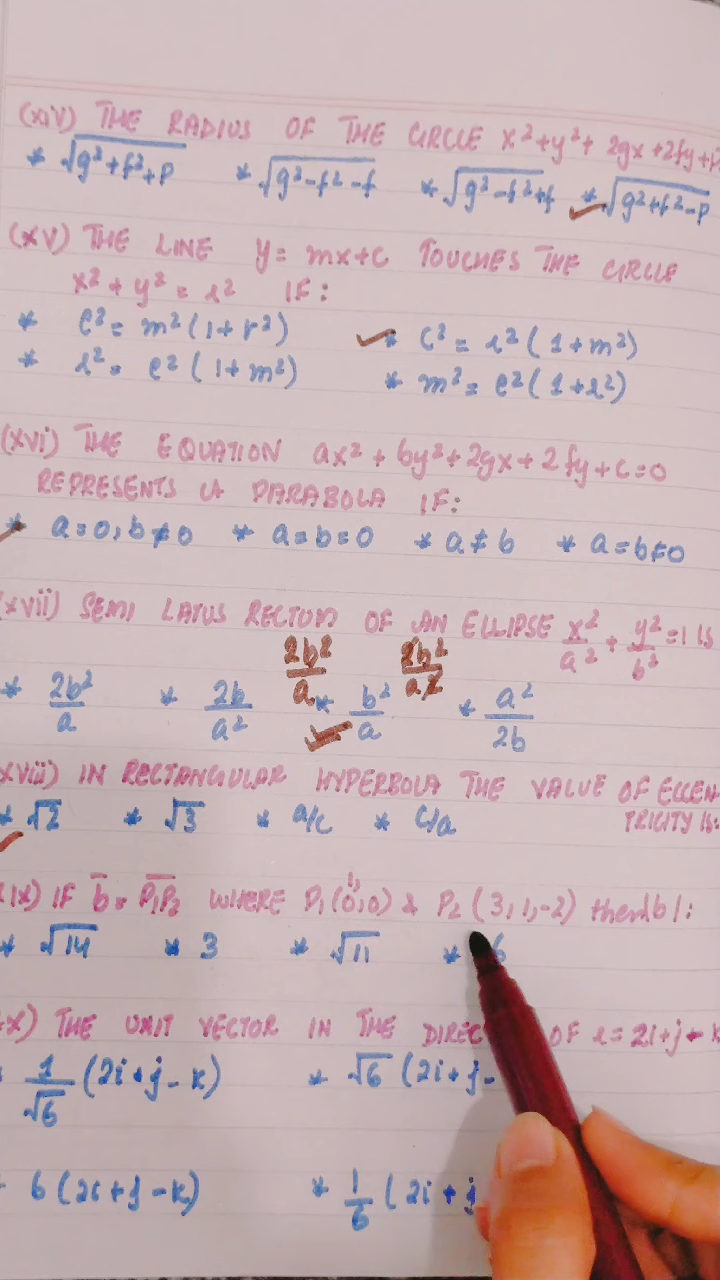 (xiv) THE RADIUS OF THE CIRCLE x²+y²+ 2gx+2fy+P
* √g²+f²+P * √g²-f²-f * √g²-f²+f * √g²+f²-P
(xv) THE LINE y= mx+c TOUCHES THE CIRCLE
x²+y²= r² IF:
* c²= m²(1+r²) * c²= r²(1+m²)
* r²= c²(1+m²) * m²= c²(1+r²)
(xvi) THE EQUATION ax²+by²+2gx+2fy+c=0
REPRESENTS A PARABOLA IF:
* a=0, b≠0 * a=b=0 * a≠b * a=b≠0
xvii) SEMI LATUS RECTUM OF AN ELLIPSE x²/a² + y²/b² =1 IS
2b²/a 2b²/a2
* 2b²/a * 2b/a² * b²/a * a²/2b
xviii) IN RECTANGULAR HYPERBOLA THE VALUE OF ECCEN
TRICITY IS:
* √2 * √3 * a/c * c/a
ix) IF b̅= P₁P₂ WHERE P₁(0,0) & P₂(3,1,-2) then |b|:
1,
* √14 * 3 * √11 * 6
x) THE UNIT VECTOR IN THE DIREC OF r=2i+j-k
1/√6 (2i+j-k) * √6 (2i+j-
6(2i+j-k) * 1/6 (2i+j